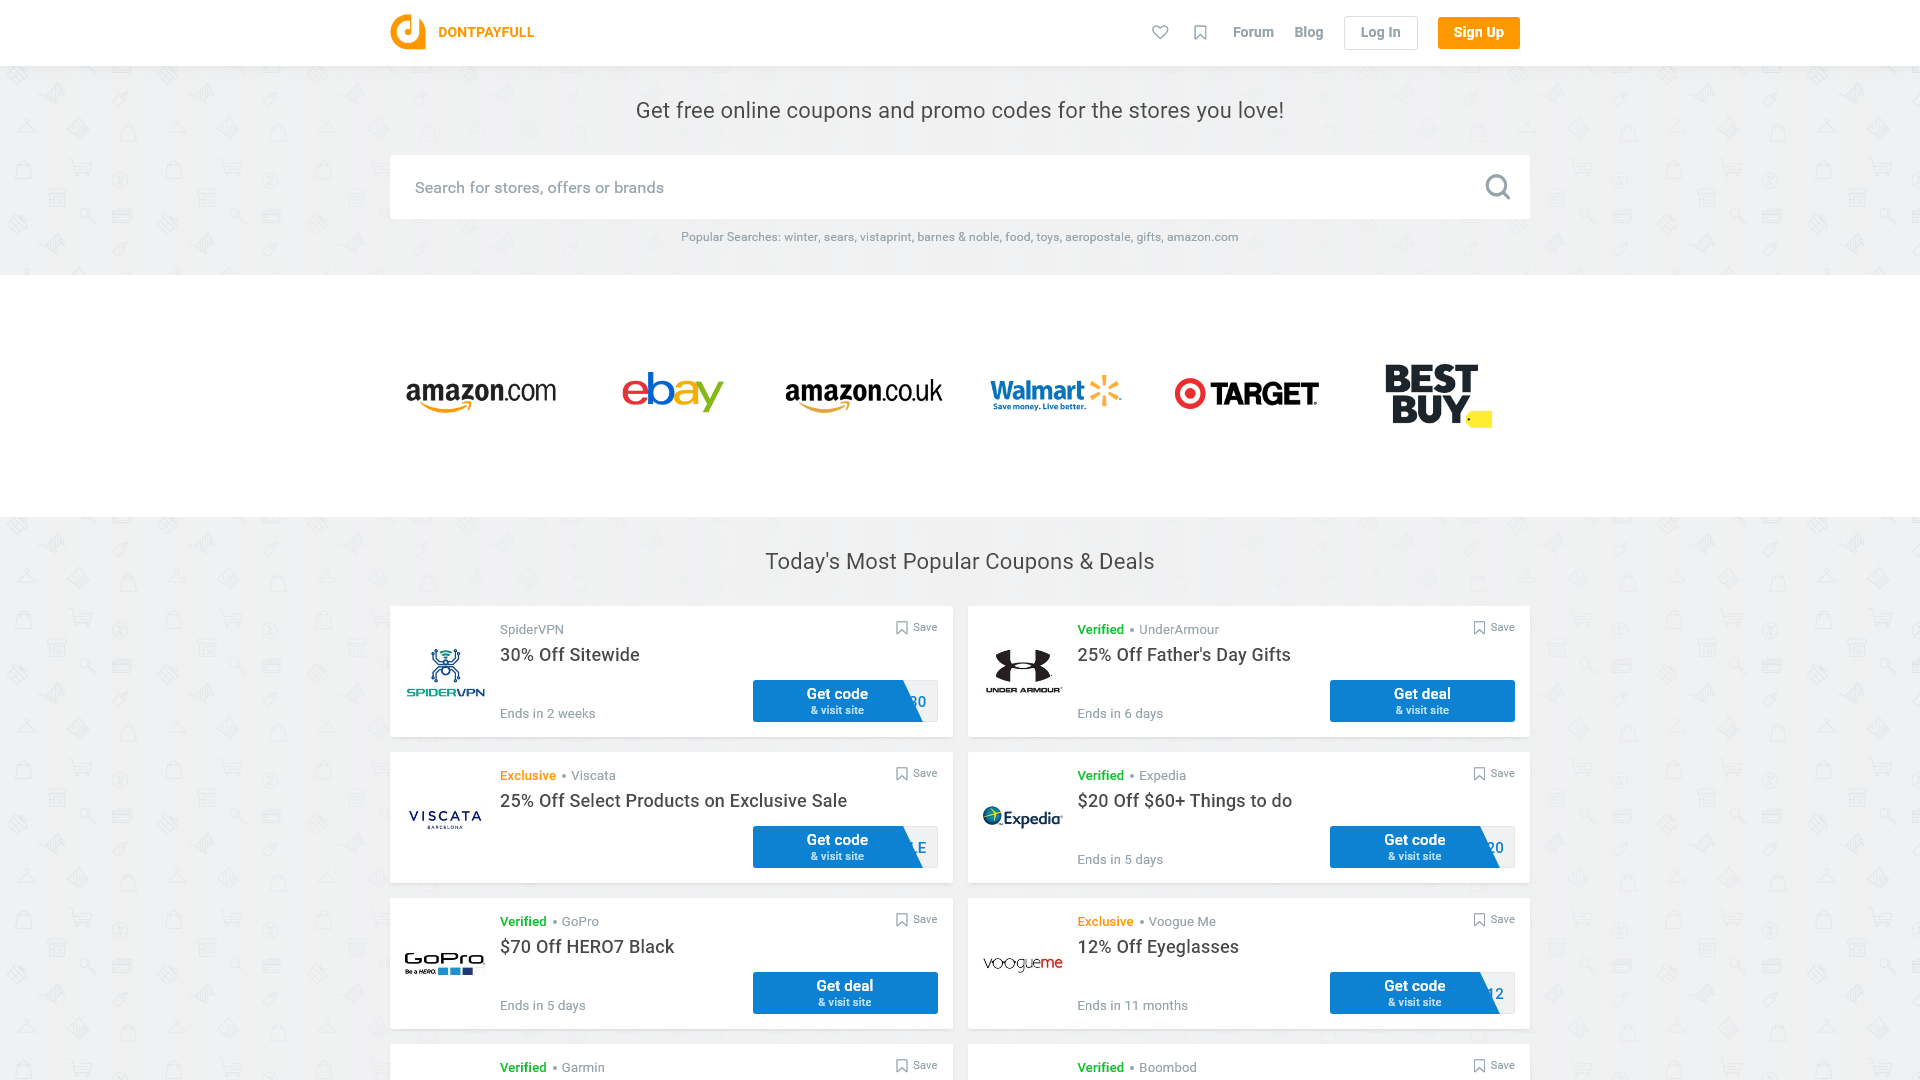 DONTPAYFULL
Forum
Blog
Log In
Sign Up
Get free online coupons and promo codes for the stores you love!
Search for stores, offers or brands
Popular Searches: winter, sears, vistaprint, barnes & noble, food, toys, aeropostale, gifts, amazon.com
amazon.com
ebay
amazon.co.uk
Walmart
Save money. Live better.
TARGET
BEST
BUY
Today's Most Popular Coupons & Deals
SpiderVPN
Save
30% Off Sitewide
SPIDERVPN
Get code
& visit site
30
Ends in 2 weeks
Verified • UnderArmour
Save
25% Off Father's Day Gifts
UNDER ARMOUR
Get deal
& visit site
Ends in 6 days
Exclusive • Viscata
Save
25% Off Select Products on Exclusive Sale
VISCATA
BARCELONA
Get code
& visit site
LE
Verified • Expedia
Save
$20 Off $60+ Things to do
Expedia
Get code
& visit site
20
Ends in 5 days
Verified • GoPro
Save
$70 Off HERO7 Black
GoPro
Be a HERO.
Get deal
& visit site
Ends in 5 days
Exclusive • Voogue Me
Save
12% Off Eyeglasses
voogueme
Get code
& visit site
12
Ends in 11 months
Verified • Garmin
Save
Verified • Boombod
Save